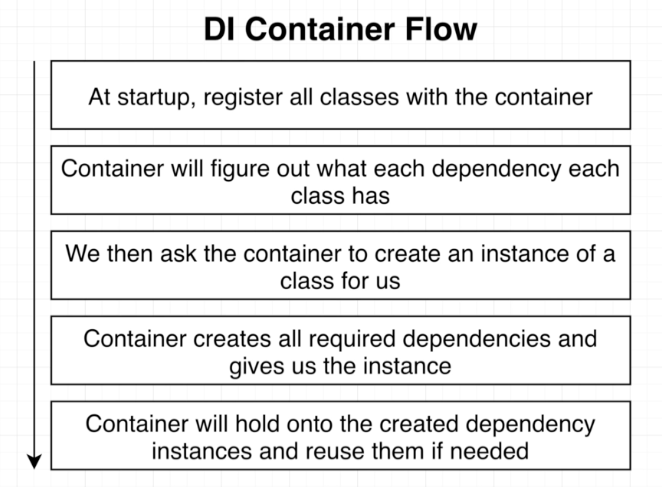 DI Container Flow
At startup, register all classes with the container
Container will figure out what each dependency each
class has
We then ask the container to create an instance of a
class for us
Container creates all required dependencies and
gives us the instance
Container will hold onto the created dependency
instances and reuse them if needed